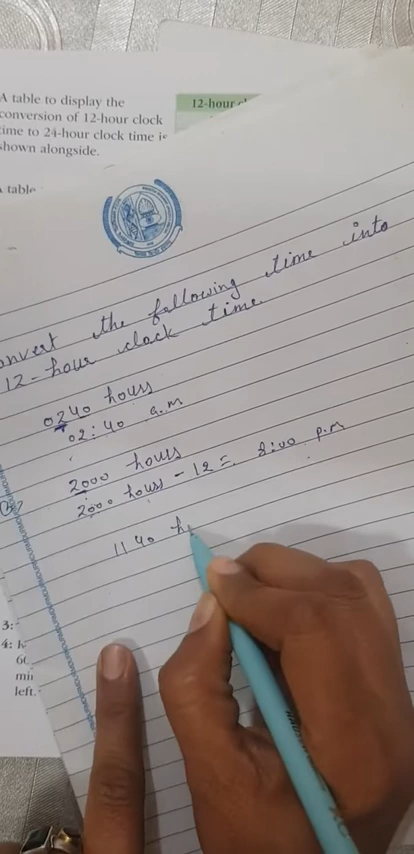 A table to display the
conversion of 12-hour clock
time to 24-hour clock time is
shown alongside.
12-hour
table
onvert the following time into
12-hour clock time
0240 hours
02:40 a.m
2000 hours
2000 hours - 12 = 8:00 p.m
1140 h
3:
4:
60
min
left.